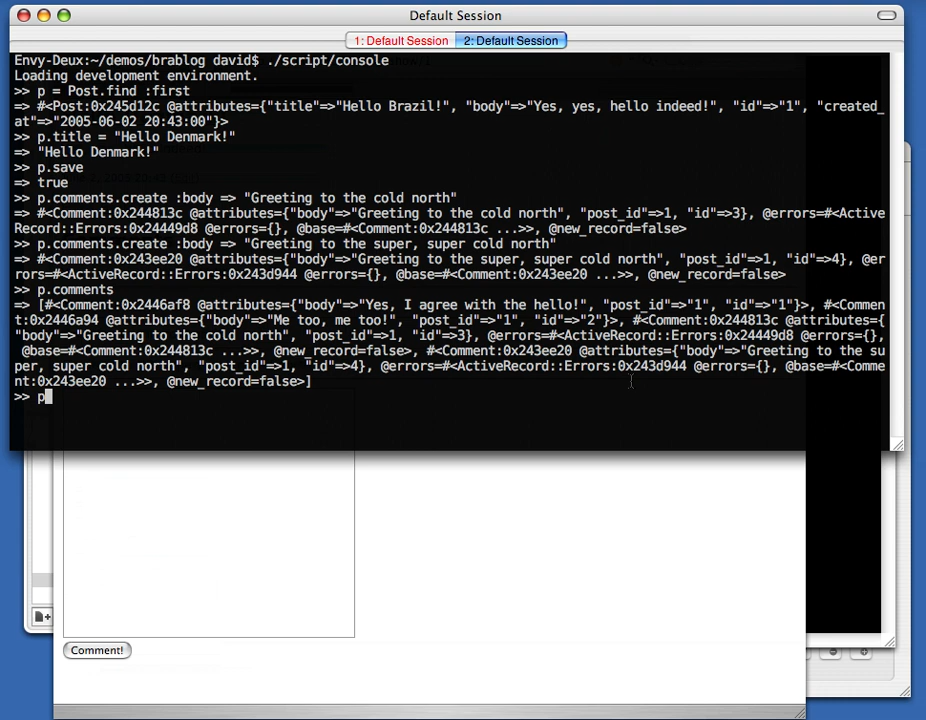 Default Session
1: Default Session 2: Default Session
Envy-Deux:~/demos/brablog david$ ./script/console
Loading development environment.
>> p = Post.find :first
=> #<Post:0x245d12c @attributes={"title"=>"Hello Brazil!", "body"=>"Yes, yes, hello indeed!", "id"=>"1", "created_
at"=>"2005-06-02 20:43:00"}>
>> p.title = "Hello Denmark!"
=> "Hello Denmark!"
>> p.save
=> true
>> p.comments.create :body => "Greeting to the cold north"
=> #<Comment:0x244813c @attributes={"body"=>"Greeting to the cold north", "post_id"=>1, "id"=>3}, @errors=#<Active
Record::Errors:0x24449d8 @errors={}, @base=#<Comment:0x244813c ...>>, @new_record=false>
>> p.comments.create :body => "Greeting to the super, super cold north"
=> #<Comment:0x243ee20 @attributes={"body"=>"Greeting to the super, super cold north", "post_id"=>1, "id"=>4}, @er
rors=#<ActiveRecord::Errors:0x243d944 @errors={}, @base=#<Comment:0x243ee20 ...>>, @new_record=false>
>> p.comments
=> [#<Comment:0x2446af8 @attributes={"body"=>"Yes, I agree with the hello!", "post_id"=>"1", "id"=>"1"}>, #<Commen
t:0x2446a94 @attributes={"body"=>"Me too, me too!", "post_id"=>"1", "id"=>"2"}>, #<Comment:0x244813c @attributes={
"body"=>"Greeting to the cold north", "post_id"=>1, "id"=>3}, @errors=#<ActiveRecord::Errors:0x24449d8 @errors={},
@base=#<Comment:0x244813c ...>>, @new_record=false>, #<Comment:0x243ee20 @attributes={"body"=>"Greeting to the su
per, super cold north", "post_id"=>1, "id"=>4}, @errors=#<ActiveRecord::Errors:0x243d944 @errors={}, @base=#<Comme
nt:0x243ee20 ...>>, @new_record=false>]
>> p
Comment!